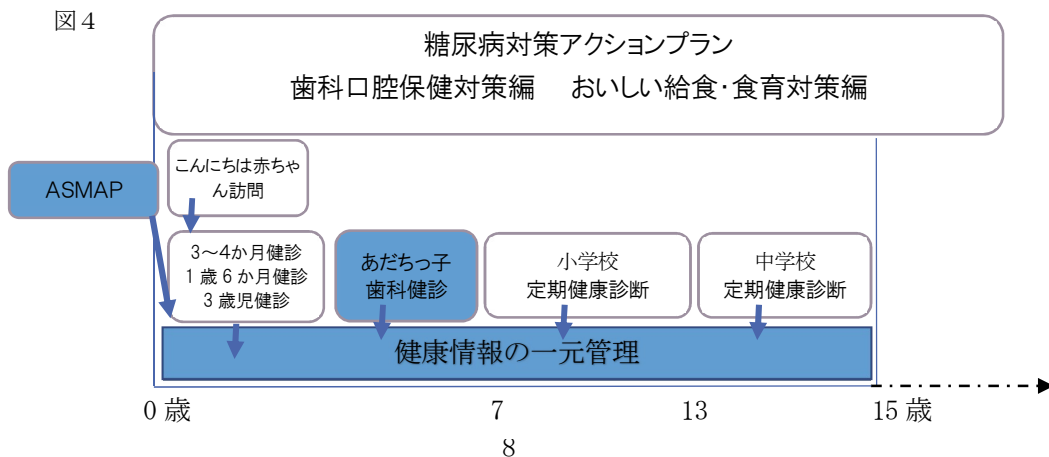 図4
糖尿病対策アクションプラン
歯科口腔保健対策編 おいしい給食・食育対策編
こんにちは赤ちゃ
ん訪問
ASMAP
3～4か月健診
1歳6か月健診
3歳児健診
あだちっ子
歯科健診
小学校
定期健康診断
中学校
定期健康診断
健康情報の一元管理
0歳 7 13 15歳
8